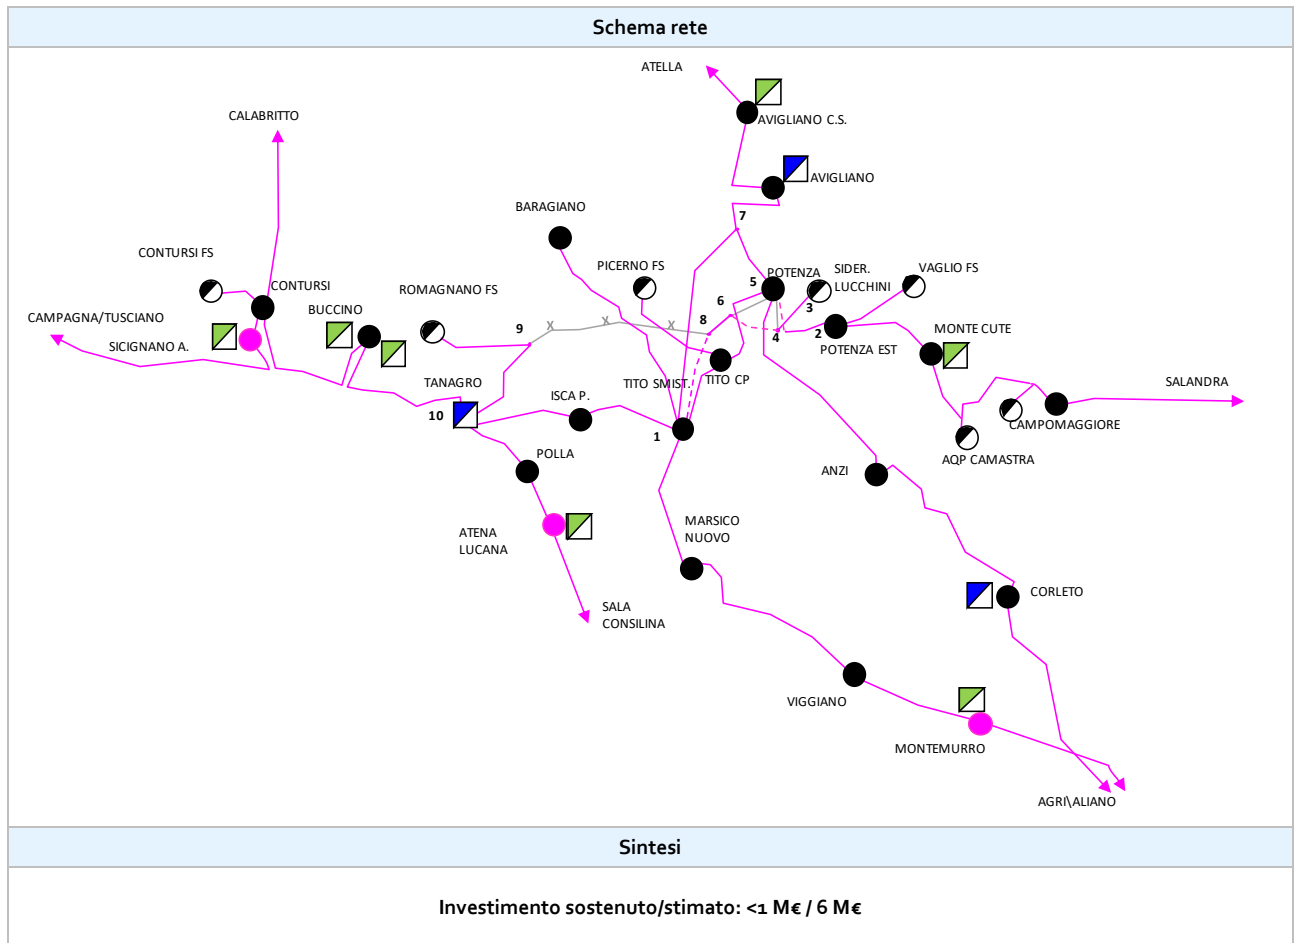 Schema rete
ATELLA
AVIGLIANO C.S.
CALABRITTO
AVIGLIANO
BARAGIANO
7
CONTURSI FS
PICERNO FS
POTENZA
SIDER.
LUCCHINI
VAGLIO FS
5
CONTURSI
ROMAGNANO FS
6
3
BUCCINO
CAMPAGNA/TUSCIANO
8
9
X
X
X
4
2
MONTE CUTE
SICIGNANO A.
POTENZA EST
TANAGRO
TITO SMIST.
TITO CP
SALANDRA
ISCA P.
10
1
CAMPOMAGGIORE
POLLA
AQP CAMASTRA
ANZI
ATENA
LUCANA
MARSICO
NUOVO
CORLETO
SALA
CONSILINA
VIGGIANO
MONTEMURRO
AGRI\ALIANO
Sintesi
Investimento sostenuto/stimato: <1 M€ / 6 M€